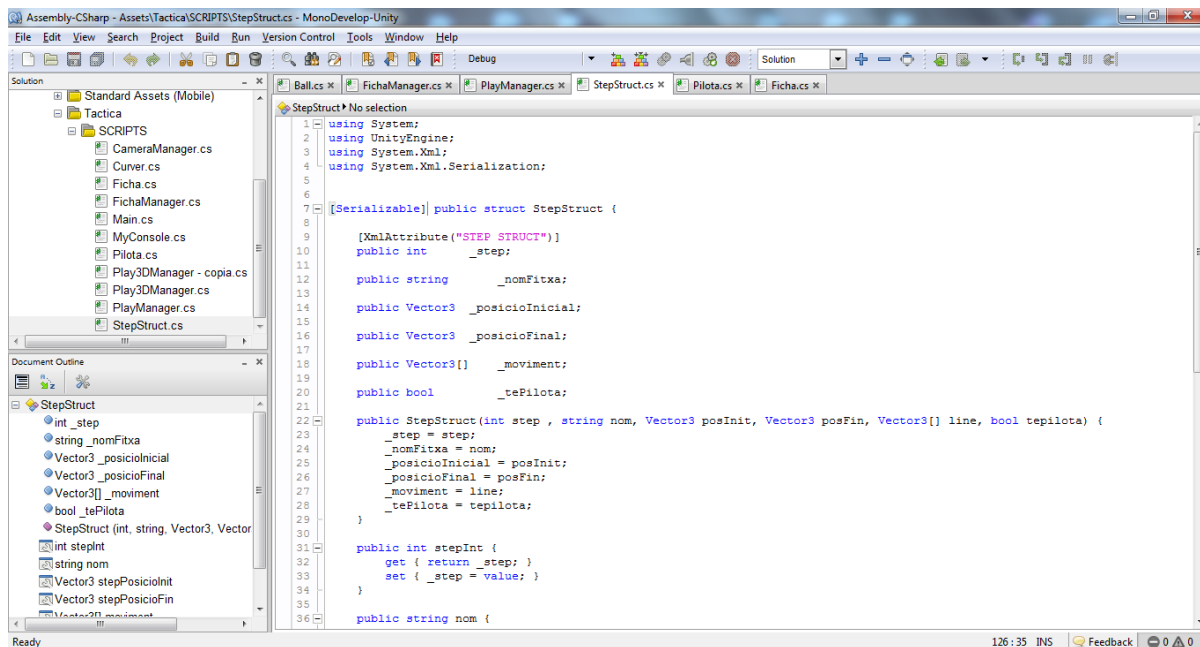 Assembly-CSharp - Assets\Tactica\SCRIPTS\StepStruct.cs - MonoDevelop-Unity
File Edit View Search Project Build Run Version Control Tools Window Help
Debug
Solution
Solution
Standard Assets (Mobile)
Tactica
SCRIPTS
CameraManager.cs
Curver.cs
Ficha.cs
FichaManager.cs
Main.cs
MyConsole.cs
Pilota.cs
Play3DManager - copia.cs
Play3DManager.cs
PlayManager.cs
StepStruct.cs
Document Outline
StepStruct
int _step
string _nomFitxa
Vector3 _posicioInicial
Vector3 _posicioFinal
Vector3[] _moviment
bool _tePilota
StepStruct (int, string, Vector3, Vector
int stepInt
string nom
Vector3 stepPosicioInit
Vector3 stepPosicioFin
Vector3[] moviment
Ball.cs × FichaManager.cs × PlayManager.cs × StepStruct.cs × Pilota.cs × Ficha.cs ×
StepStruct No selection
1 using System;
2 using UnityEngine;
3 using System.Xml;
4 using System.Xml.Serialization;
5
6
7 [Serializable] public struct StepStruct {
8
9 [XmlAttribute("STEP STRUCT")]
10 public int _step;
11
12 public string _nomFitxa;
13
14 public Vector3 _posicioInicial;
15
16 public Vector3 _posicioFinal;
17
18 public Vector3[] _moviment;
19
20 public bool _tePilota;
21
22 public StepStruct(int step , string nom, Vector3 posInit, Vector3 posFin, Vector3[] line, bool tepilota) {
23 _step = step;
24 _nomFitxa = nom;
25 _posicioInicial = posInit;
26 _posicioFinal = posFin;
27 _moviment = line;
28 _tePilota = tepilota;
29 }
30
31 public int stepInt {
32 get { return _step; }
33 set { _step = value; }
34 }
35
36 public string nom {
Ready
126 : 35 INS Feedback 0 0